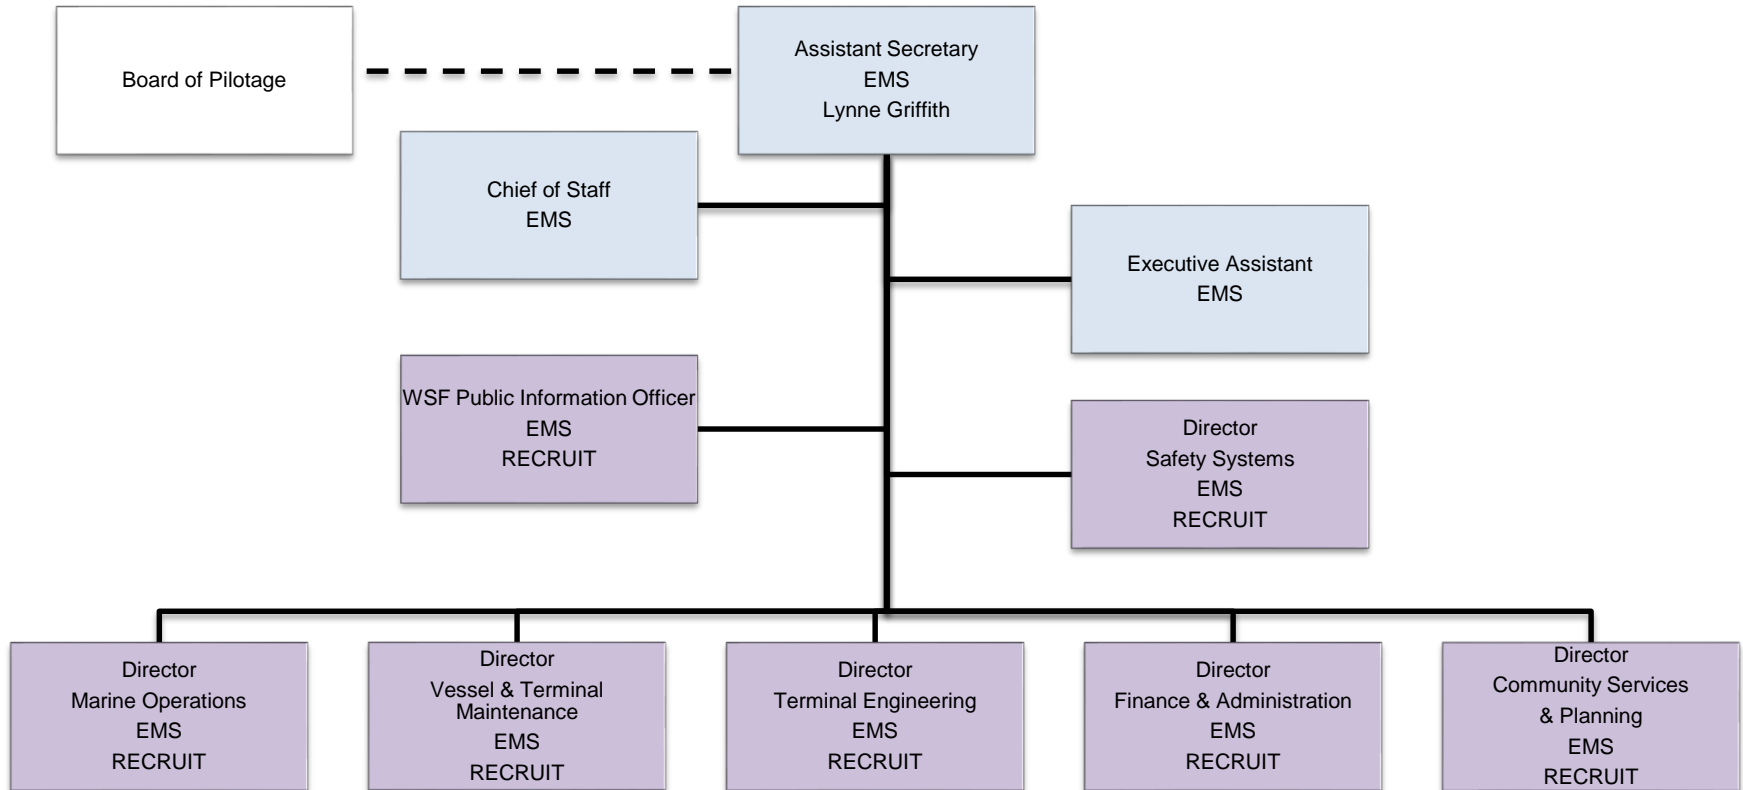 Board of Pilotage
Assistant Secretary
EMS
Lynne Griffith
Chief of Staff
EMS
Executive Assistant
EMS
WSF Public Information Officer
EMS
RECRUIT
Director
Safety Systems
EMS
RECRUIT
Director
Marine Operations
EMS
RECRUIT
Director
Vessel & Terminal
Maintenance
EMS
RECRUIT
Director
Terminal Engineering
EMS
RECRUIT
Director
Finance & Administration
EMS
RECRUIT
Director
Community Services
& Planning
EMS
RECRUIT